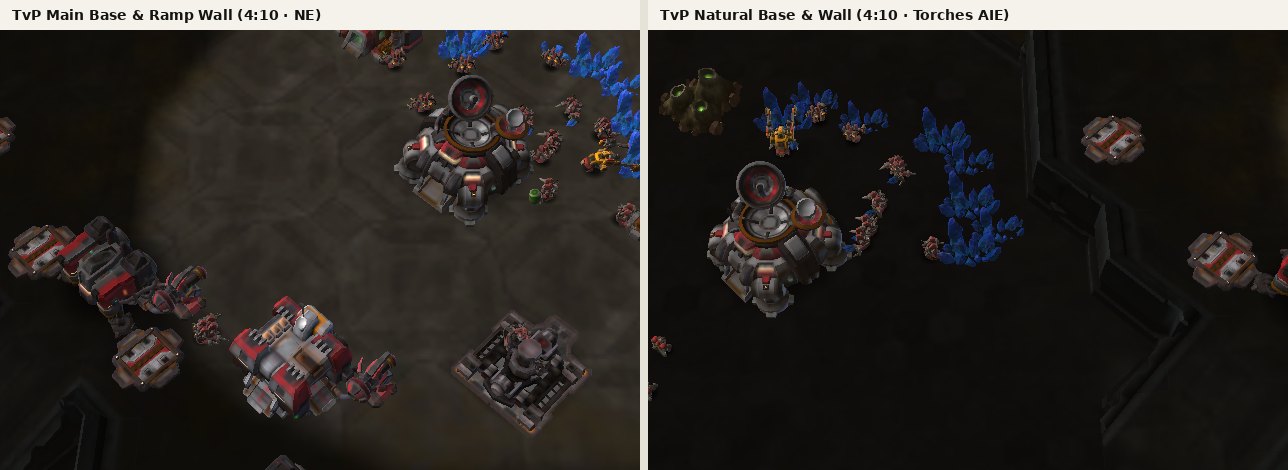 TvP Main Base & Ramp Wall (4:10 · NE)
TvP Natural Base & Wall (4:10 · Torches AIE)